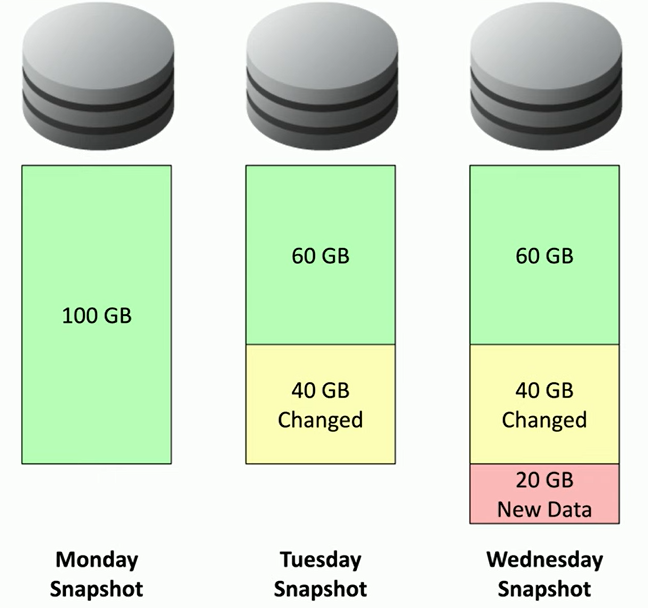 100 GB
60 GB
40 GB
Changed
60 GB
40 GB
Changed
20 GB
New Data
Monday
Snapshot
Tuesday
Snapshot
Wednesday
Snapshot